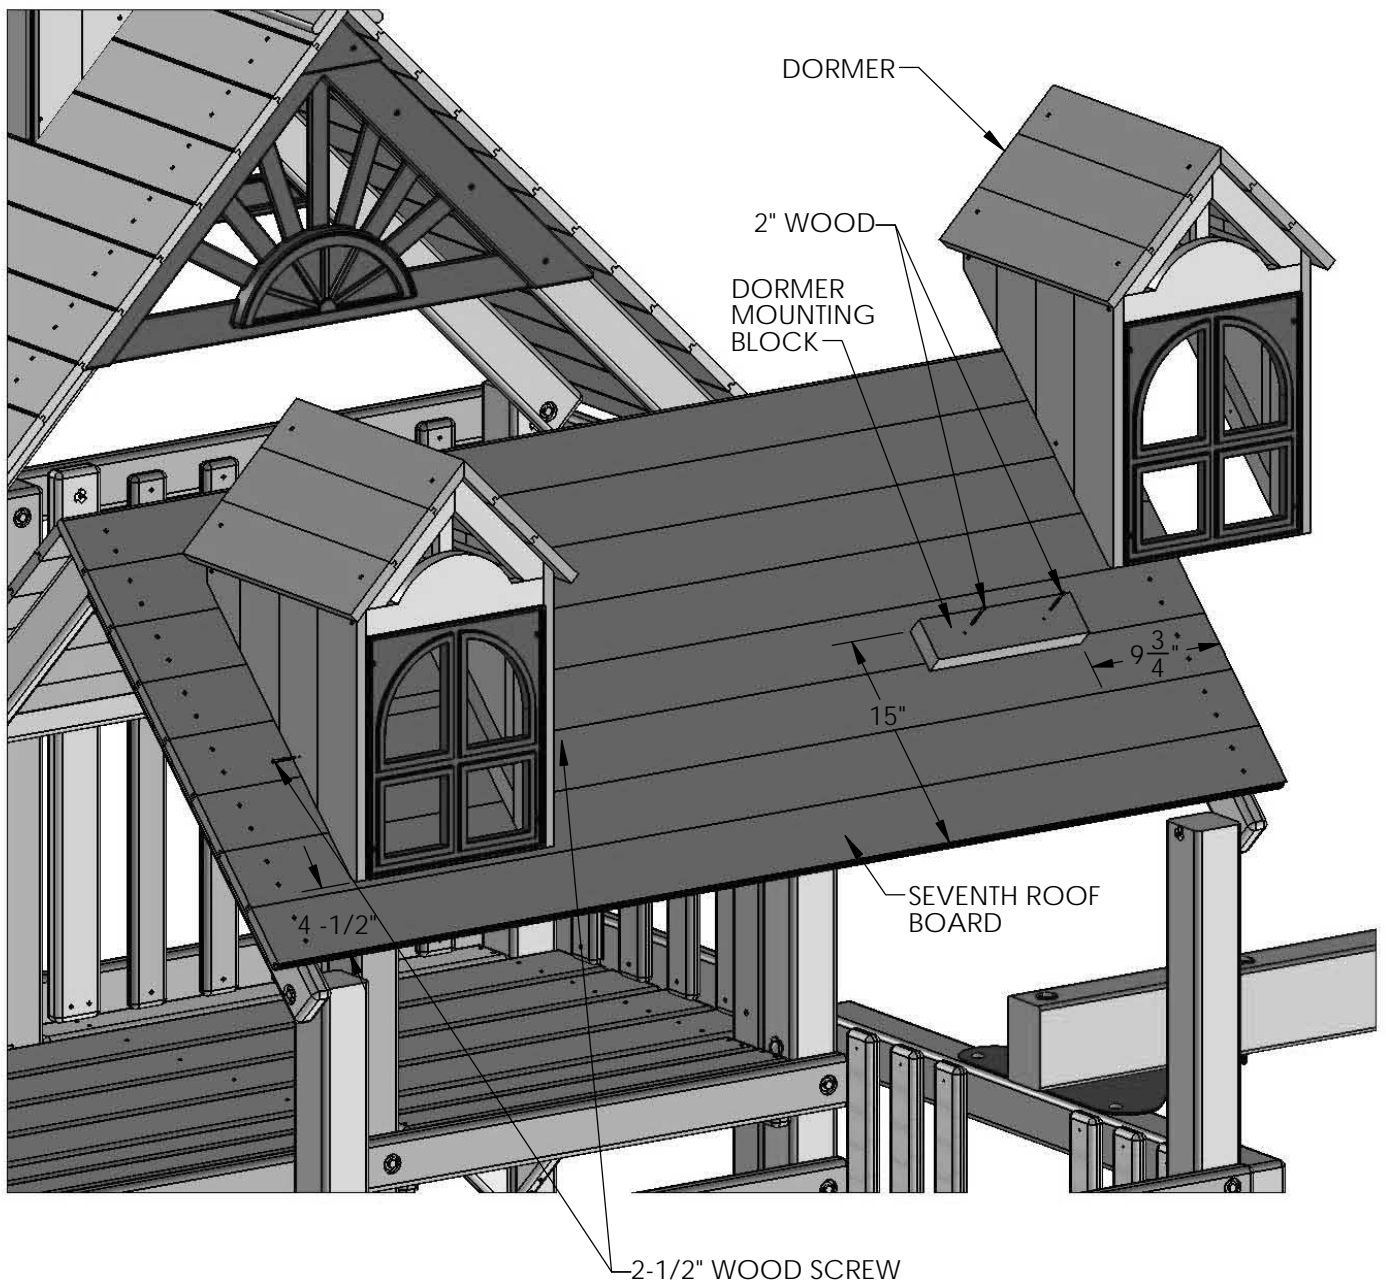 DORMER
2" WOOD
DORMER
MOUNTING
BLOCK
9 3/4"
15"
SEVENTH ROOF
BOARD
4 -1/2"
2-1/2" WOOD SCREW